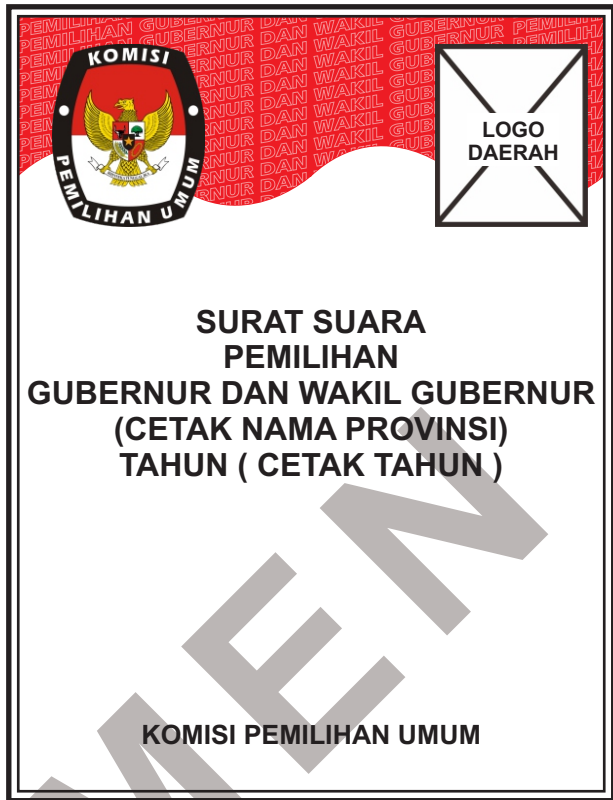 KOMISI
PEMILIHAN UMUM
LOGO
DAERAH
SURAT SUARA
PEMILIHAN
GUBERNUR DAN WAKIL GUBERNUR
(CETAK NAMA PROVINSI)
TAHUN ( CETAK TAHUN )
KOMISI PEMILIHAN UMUM
MEN